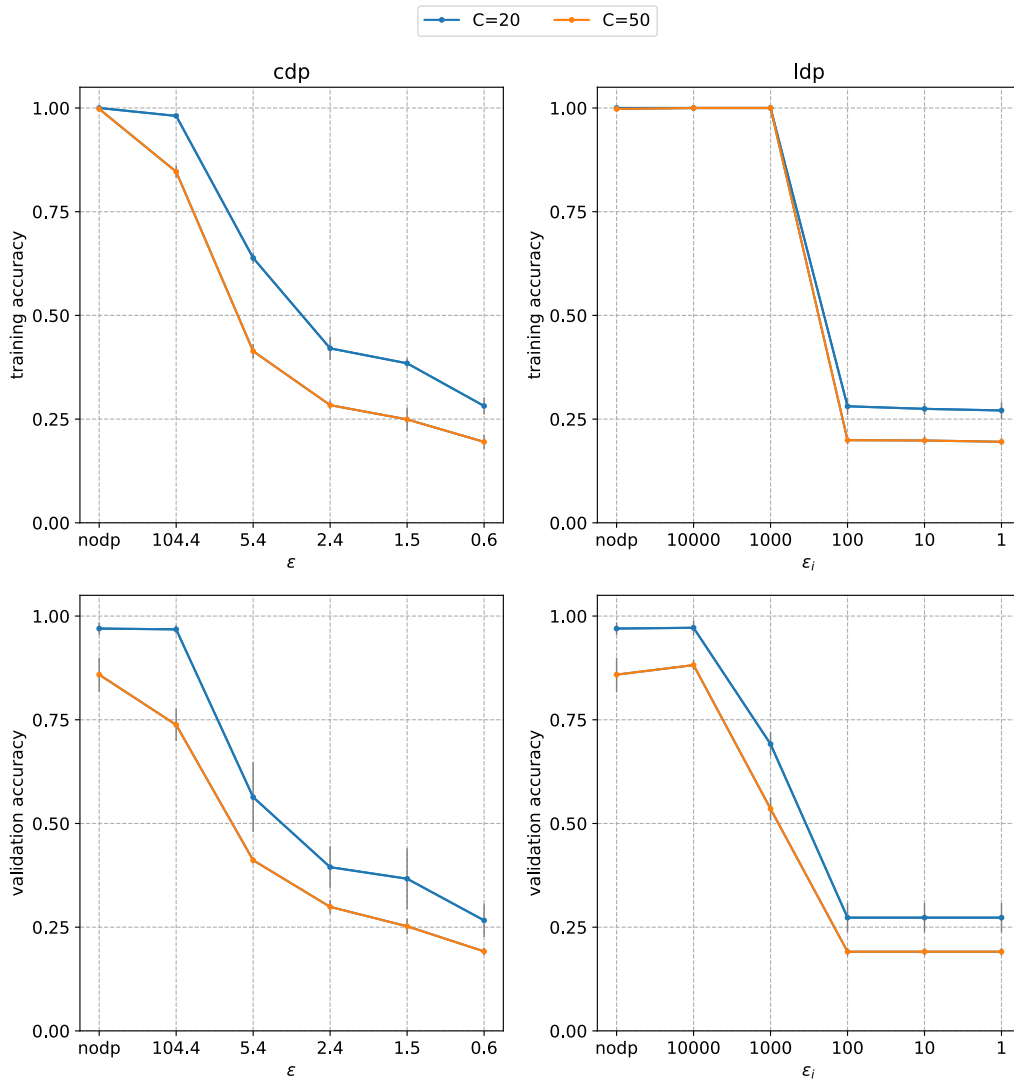 C=20 C=50
cdp
1.00
0.75
0.50
0.25
0.00
training accuracy
nodp 104.4 5.4 2.4 1.5 0.6
ε
ldp
1.00
0.75
0.50
0.25
0.00
training accuracy
nodp 10000 1000 100 10 1
εi
1.00
0.75
0.50
0.25
0.00
validation accuracy
nodp 104.4 5.4 2.4 1.5 0.6
ε
1.00
0.75
0.50
0.25
0.00
validation accuracy
nodp 10000 1000 100 10 1
εi